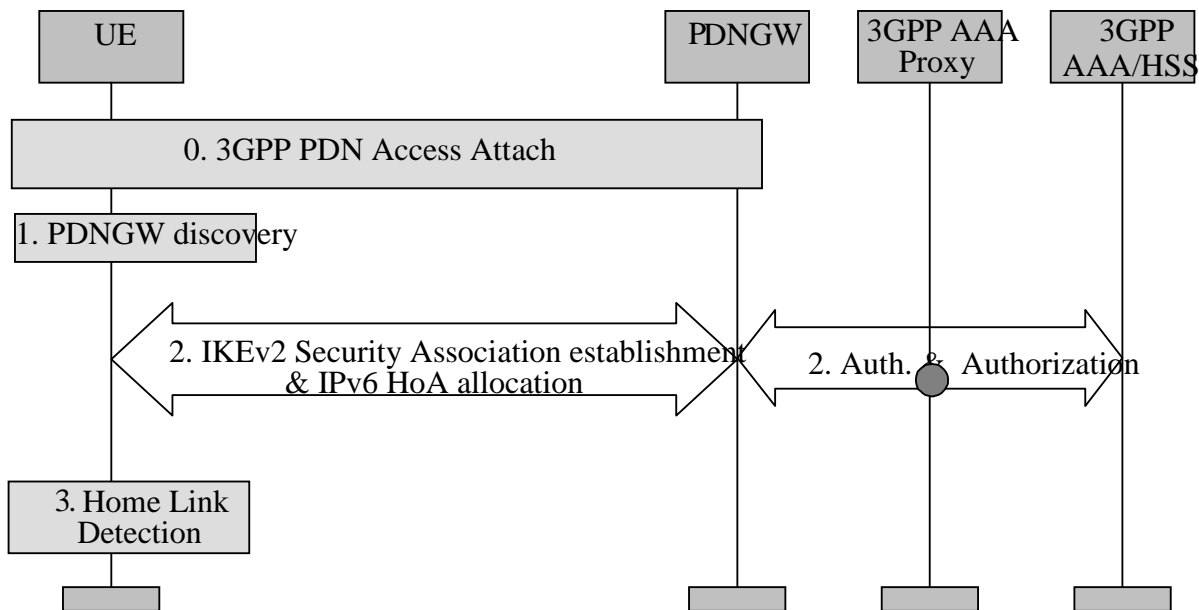 UE
PDNGW
3GPP AAA
Proxy
3GPP
AAA/HSS
0. 3GPP PDN Access Attach
1. PDNGW discovery
2. IKEv2 Security Association establishment
& IPv6 HoA allocation
2. Auth. & Authorization
3. Home Link
Detection